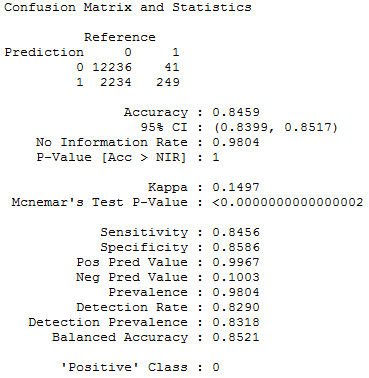 Confusion Matrix and Statistics
Reference
Prediction 0 1
0 12236 41
1 2234 249
Accuracy : 0.8459
95% CI : (0.8399, 0.8517)
No Information Rate : 0.9804
P-Value [Acc > NIR] : 1
Kappa : 0.1497
Mcnemar's Test P-Value : <0.0000000000000002
Sensitivity : 0.8456
Specificity : 0.8586
Pos Pred Value : 0.9967
Neg Pred Value : 0.1003
Prevalence : 0.9804
Detection Rate : 0.8290
Detection Prevalence : 0.8318
Balanced Accuracy : 0.8521
'Positive' Class : 0